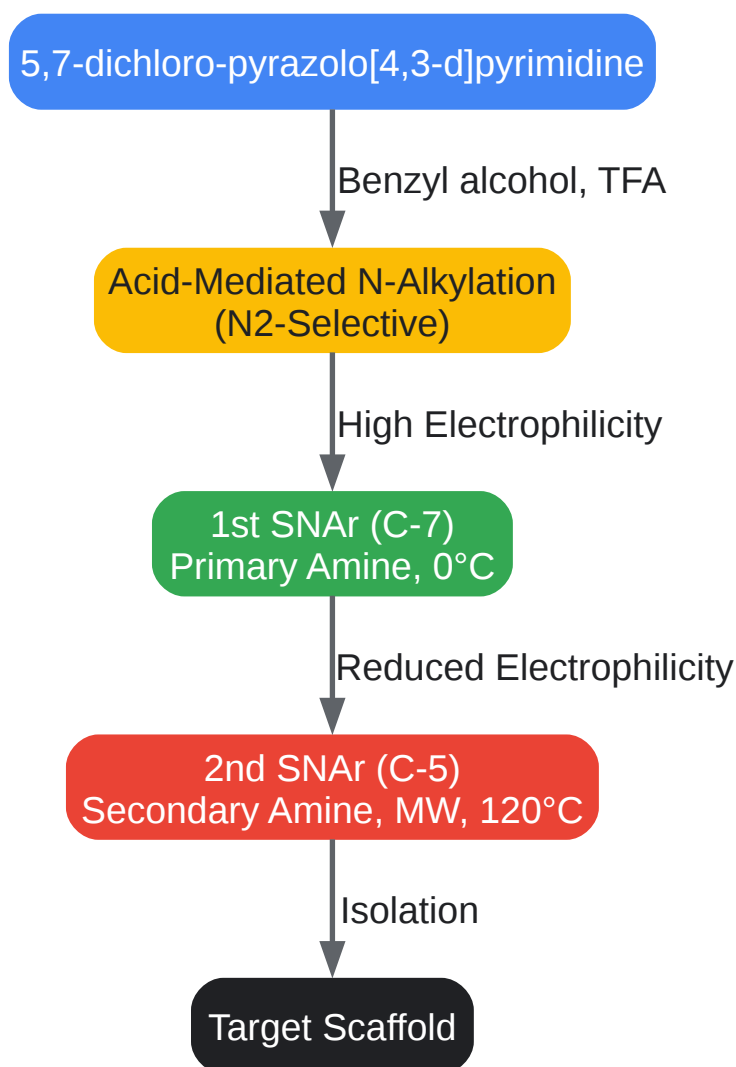 5,7-dichloro-pyrazolo[4,3-d]pyrimidine
Benzyl alcohol, TFA
Acid-Mediated N-Alkylation
(N2-Selective)
High Electrophilicity
1st SNAr (C-7)
Primary Amine, 0°C
Reduced Electrophilicity
2nd SNAr (C-5)
Secondary Amine, MW, 120°C
Isolation
Target Scaffold